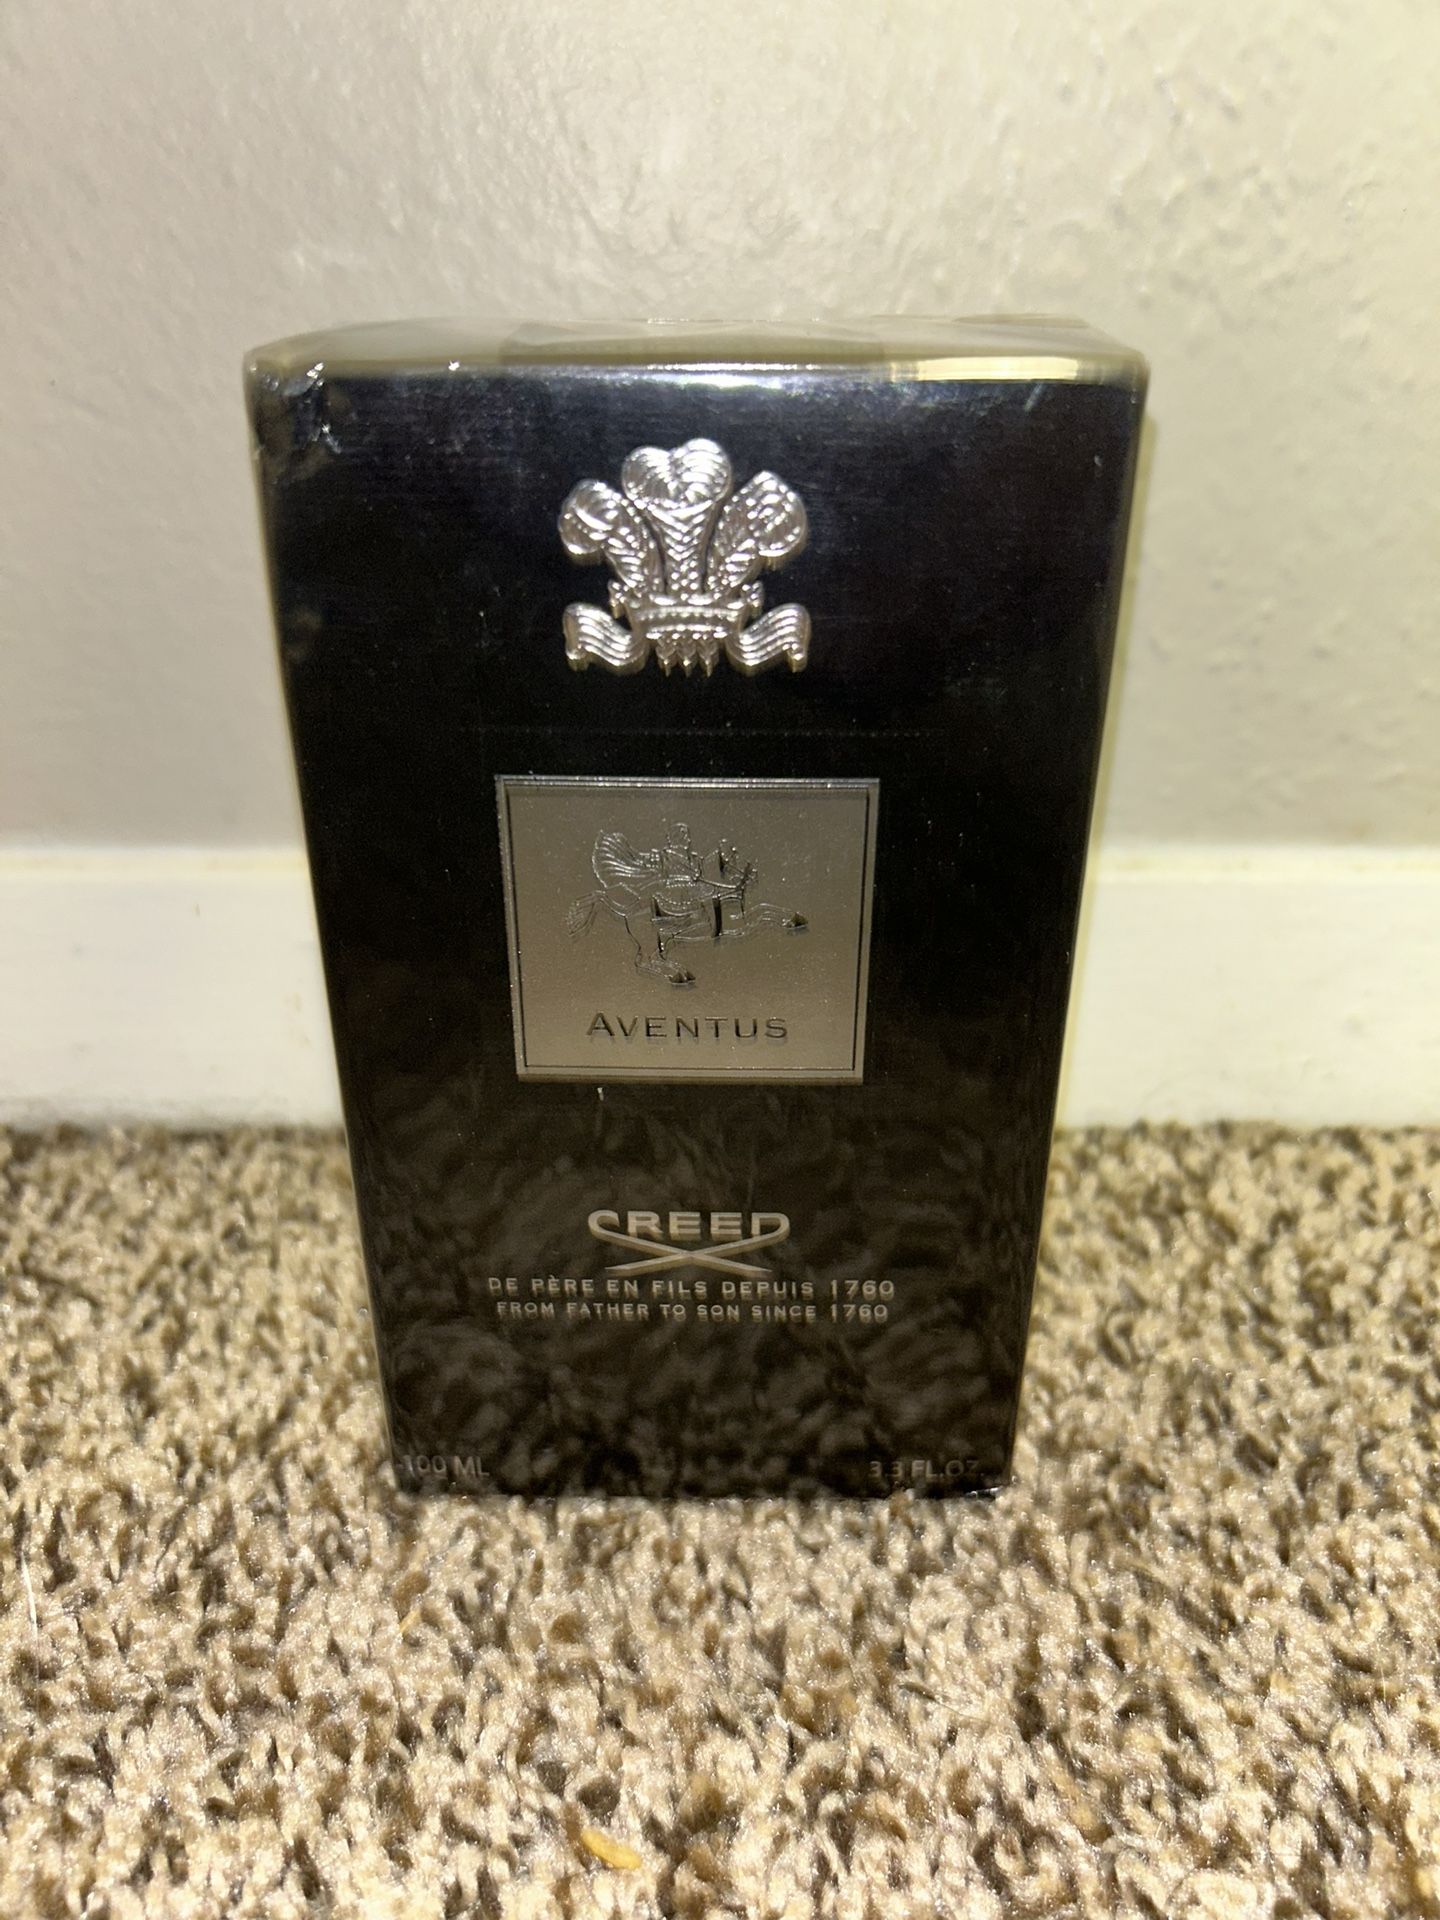 AVENTUS
CREED
DE PÈRE EN FILS DEPUIS 1760
FROM FATHER TO SON SINCE 1760
100 ML 3.3 FL.OZ.